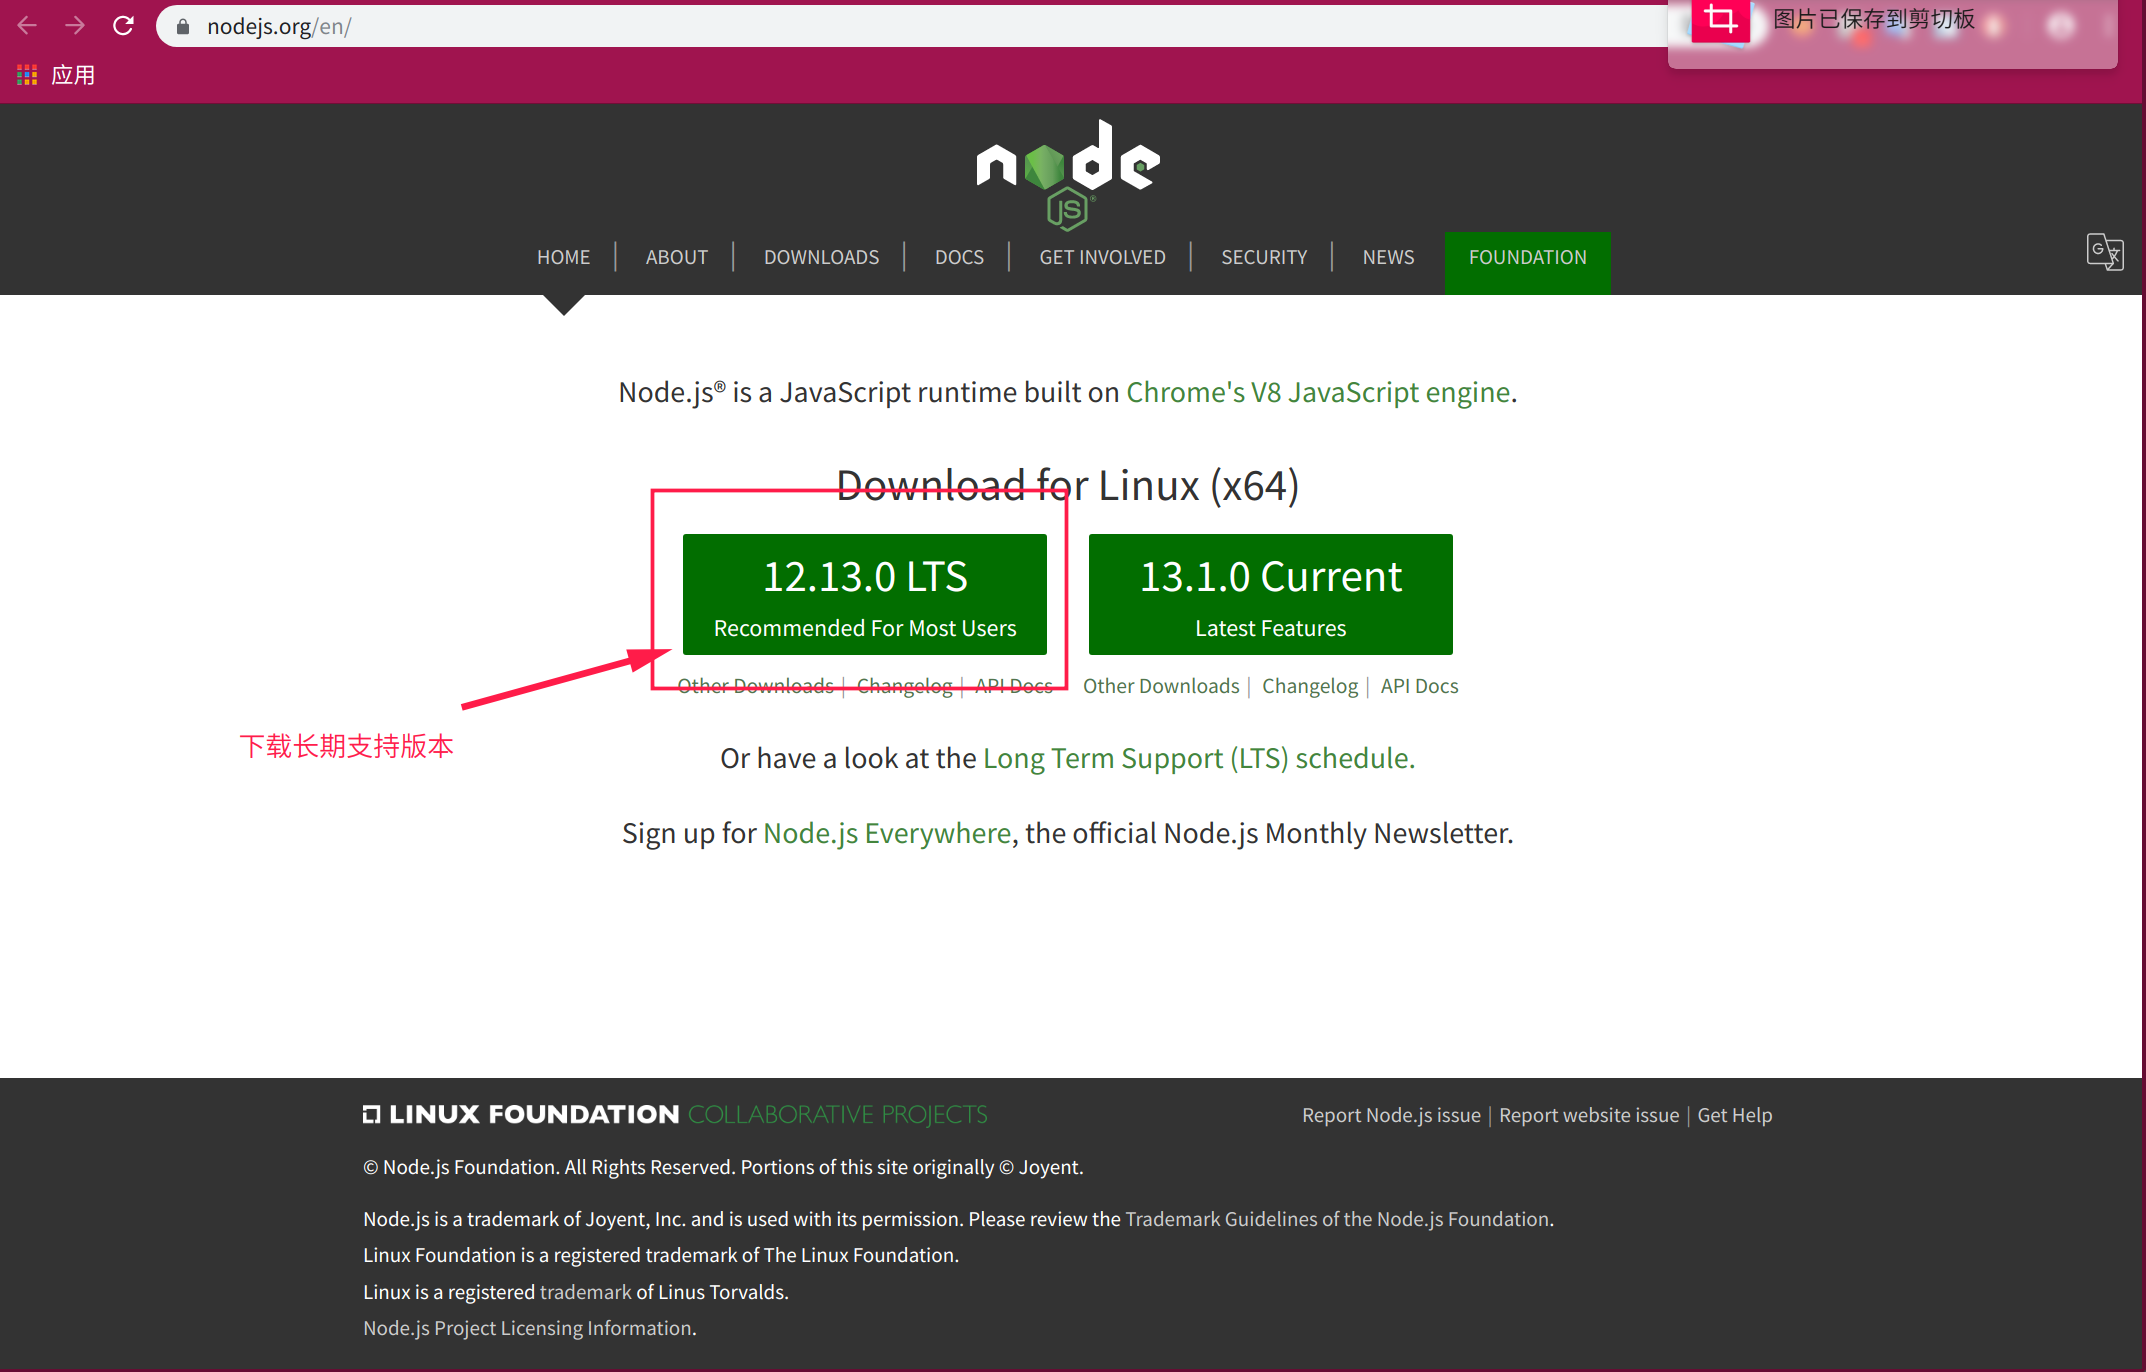 nodejs.org/en/
图片已保存到剪切板
应用
node
JS®
HOME | ABOUT | DOWNLOADS | DOCS | GET INVOLVED | SECURITY | NEWS FOUNDATION
Node.js® is a JavaScript runtime built on Chrome's V8 JavaScript engine.
Download for Linux (x64)
12.13.0 LTS
Recommended For Most Users
13.1.0 Current
Latest Features
Other Downloads | Changelog | API Docs
Other Downloads | Changelog | API Docs
下载长期支持版本
Or have a look at the Long Term Support (LTS) schedule.
Sign up for Node.js Everywhere, the official Node.js Monthly Newsletter.
LINUX FOUNDATION COLLABORATIVE PROJECTS
Report Node.js issue | Report website issue | Get Help
© Node.js Foundation. All Rights Reserved. Portions of this site originally © Joyent.
Node.js is a trademark of Joyent, Inc. and is used with its permission. Please review the Trademark Guidelines of the Node.js Foundation.
Linux Foundation is a registered trademark of The Linux Foundation.
Linux is a registered trademark of Linus Torvalds.
Node.js Project Licensing Information.